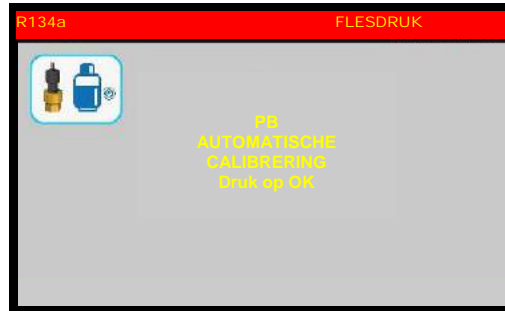 R134a FLESDRUK
PB
AUTOMATISCHE
CALIBRERING
Druk op OK